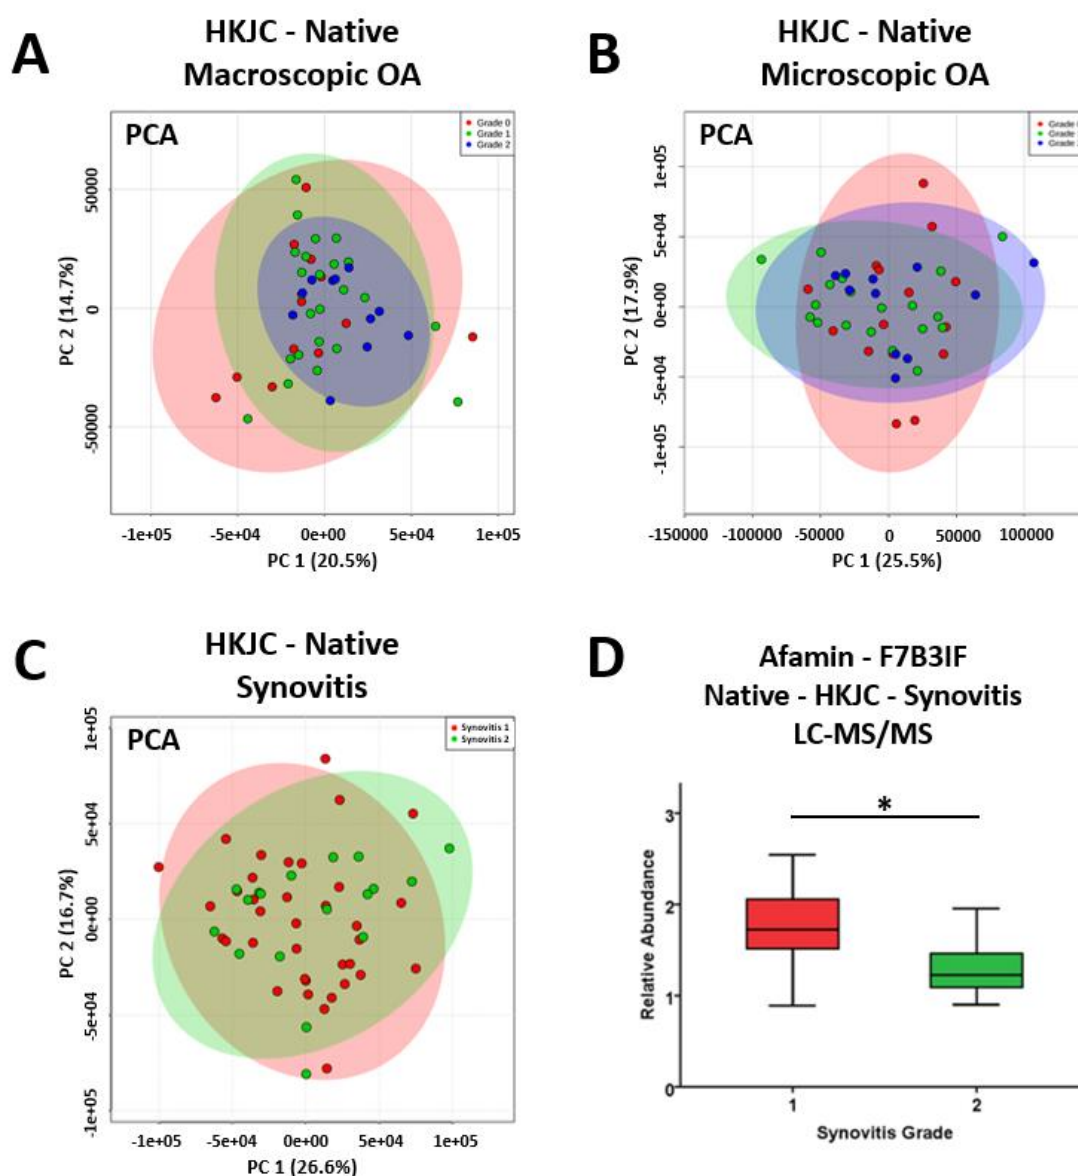 A
HKJC - Native
Macroscopic OA
PCA
Grade 0
Grade 1
Grade 2
50000
0
-50000
PC 2 (14.7%)
-1e+05
-5e+04
0e+00
5e+04
1e+05
PC 1 (20.5%)
B
HKJC - Native
Microscopic OA
PCA
Grade
Grade
Grade
1e+05
5e+04
0e+00
-5e+04
-1e+05
PC 2 (17.9%)
-150000
-100000
-50000
0
50000
100000
PC 1 (25.5%)
C
HKJC - Native
Synovitis
PCA
Synovitis 1
Synovitis 2
1e+05
5e+04
0e+00
-5e+04
-1e+05
PC 2 (16.7%)
-1e+05
-5e+04
0e+00
5e+04
1e+05
PC 1 (26.6%)
D
Afamin - F7B3IF
Native - HKJC - Synovitis
LC-MS/MS
*
3
2
1
0
Relative Abundance
1
2
Synovitis Grade